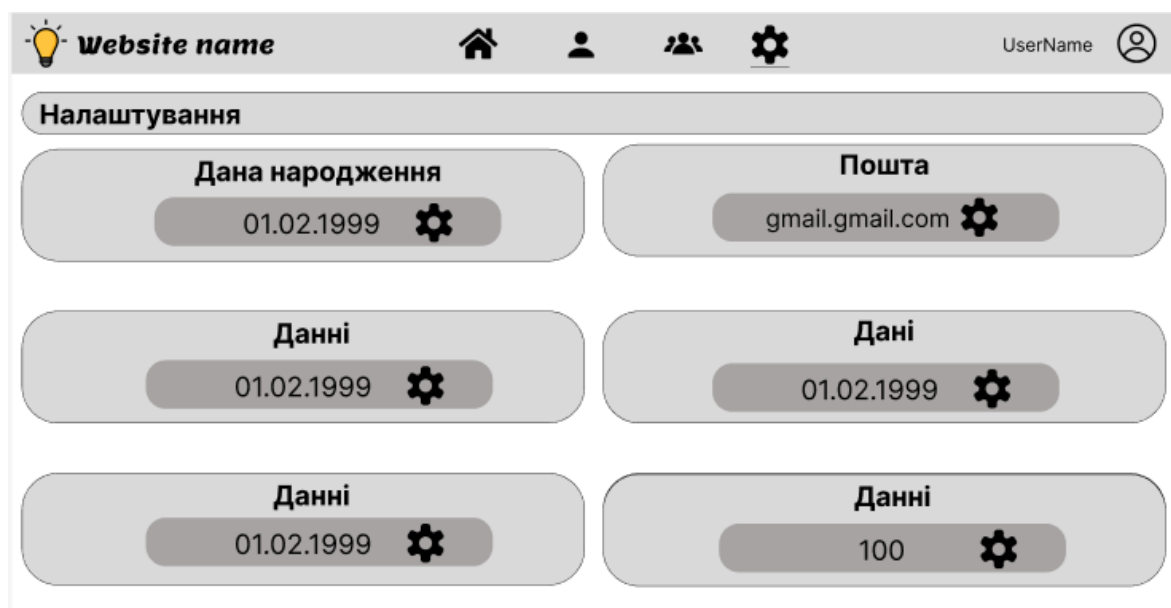 Website name
UserName
Налаштування
Дана народження
01.02.1999
Пошта
gmail.gmail.com
Данні
01.02.1999
Дані
01.02.1999
Данні
01.02.1999
Данні
100